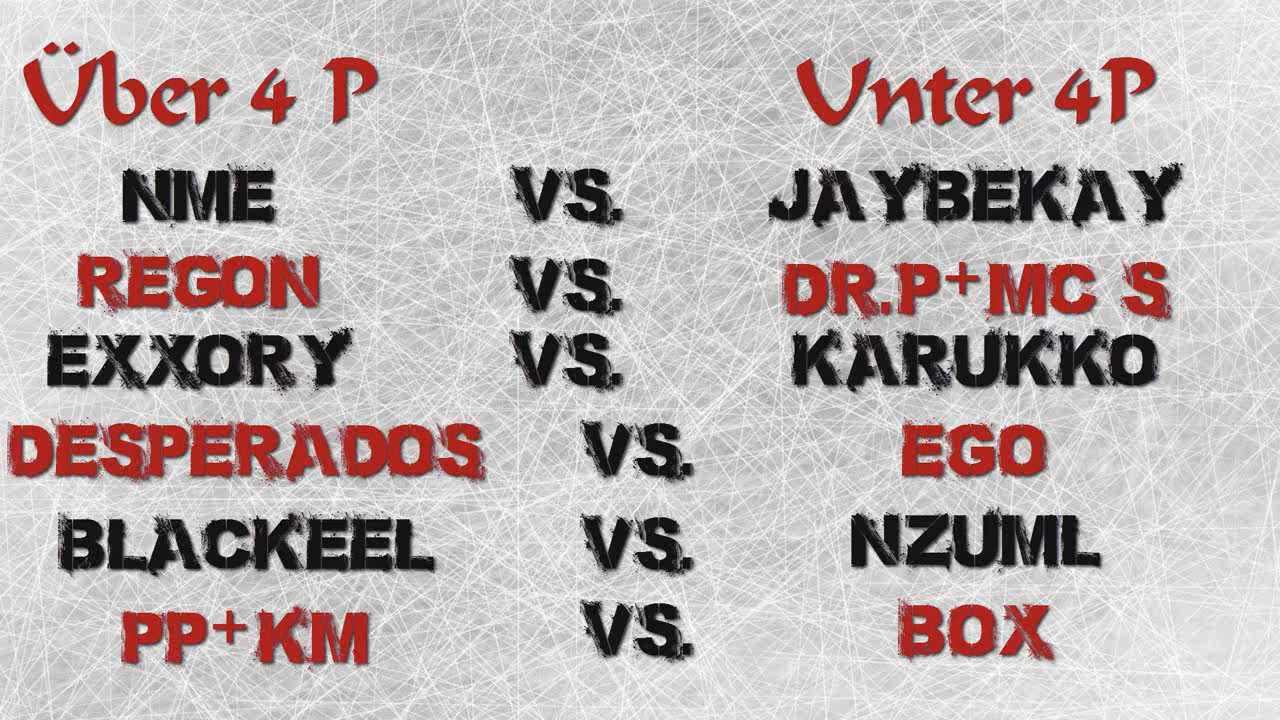 Über 4 P Unter 4P
NME VS. JAYBEKAY
REGON VS. DR.P+MC S
EXXORY VS. KARUKKO
DESPERADOS VS. EGO
BLACKEEL VS. NZUML
PP+KM VS. BOX